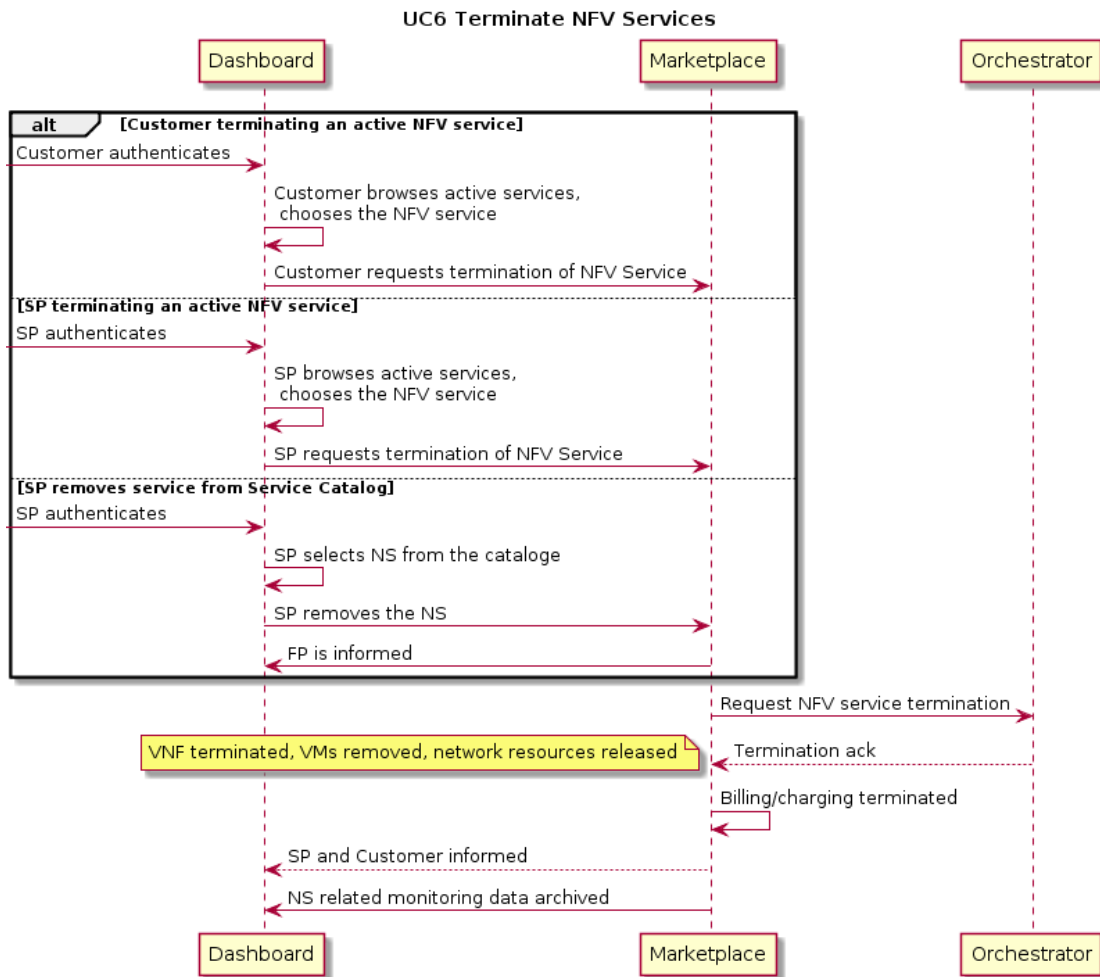 UC6 Terminate NFV Services
Dashboard
Marketplace
Orchestrator
alt
[Customer terminating an active NFV service]
Customer authenticates
Customer browses active services,
chooses the NFV service
Customer requests termination of NFV Service
[SP terminating an active NFV service]
SP authenticates
SP browses active services,
chooses the NFV service
SP requests termination of NFV Service
[SP removes service from Service Catalog]
SP authenticates
SP selects NS from the cataloge
SP removes the NS
FP is informed
Request NFV service termination
VNF terminated, VMs removed, network resources released
Termination ack
Billing/charging terminated
SP and Customer informed
NS related monitoring data archived
Dashboard
Marketplace
Orchestrator